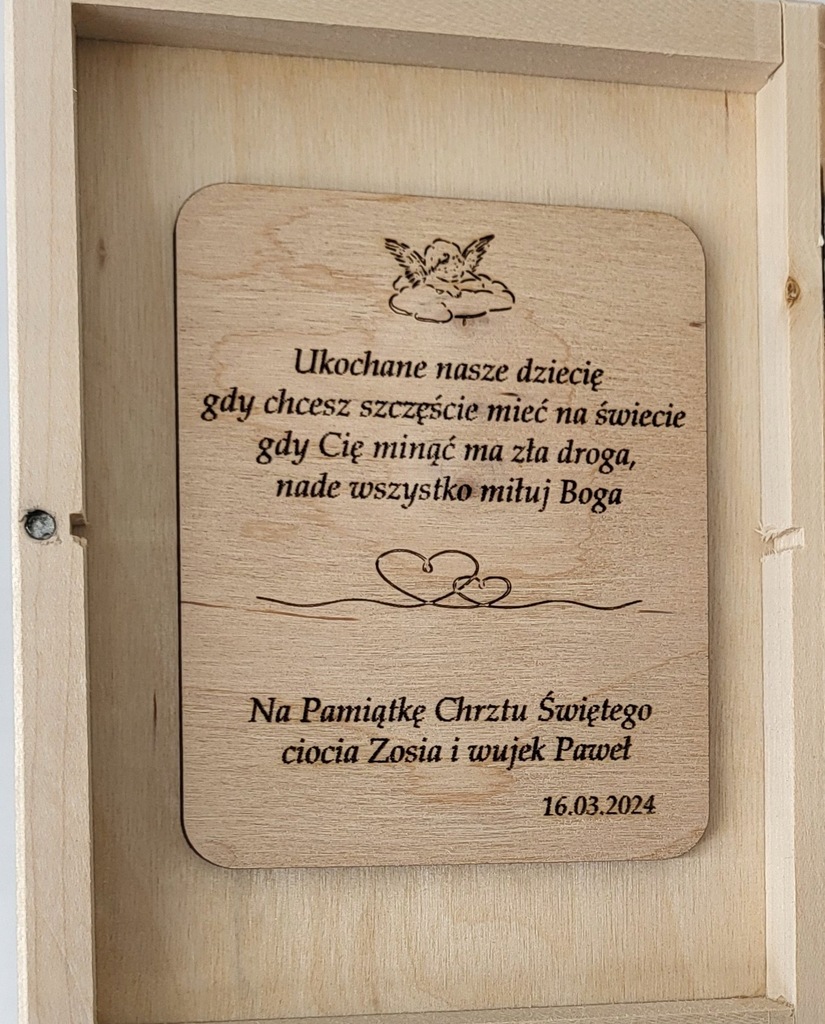 Ukochane nasze dziecię
gdy chcesz szczęście mieć na świecie
gdy Cię minąć ma zła droga,
nade wszystko miłuj Boga
Na Pamiątkę Chrztu Świętego
ciocia Zosia i wujek Paweł
16.03.2024